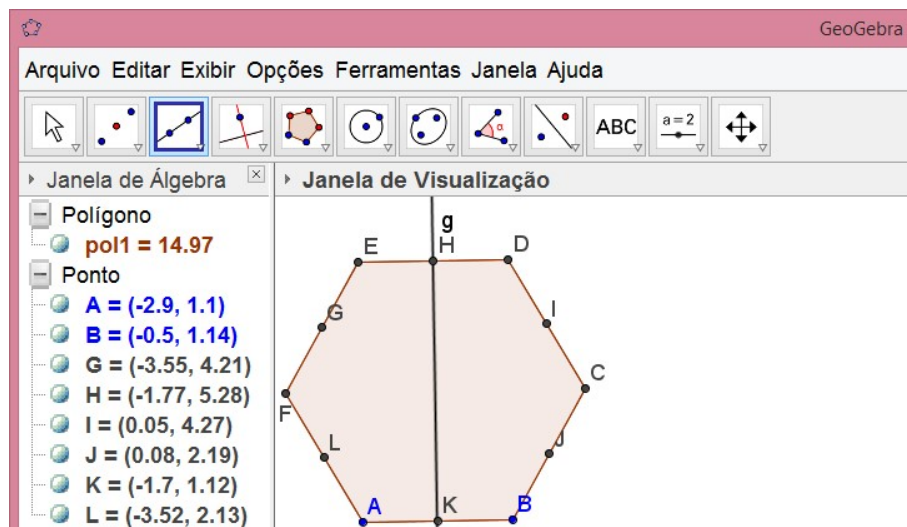 GeoGebra
Arquivo Editar Exibir Opções Ferramentas Janela Ajuda
α
ABC
a = 2
Janela de Álgebra
Janela de Visualização
Polígono
pol1 = 14.97
Ponto
A = (-2.9, 1.1)
B = (-0.5, 1.14)
G = (-3.55, 4.21)
H = (-1.77, 5.28)
I = (0.05, 4.27)
J = (0.08, 2.19)
K = (-1.7, 1.12)
L = (-3.52, 2.13)
g
E H D
G I
F C
L J
A K B